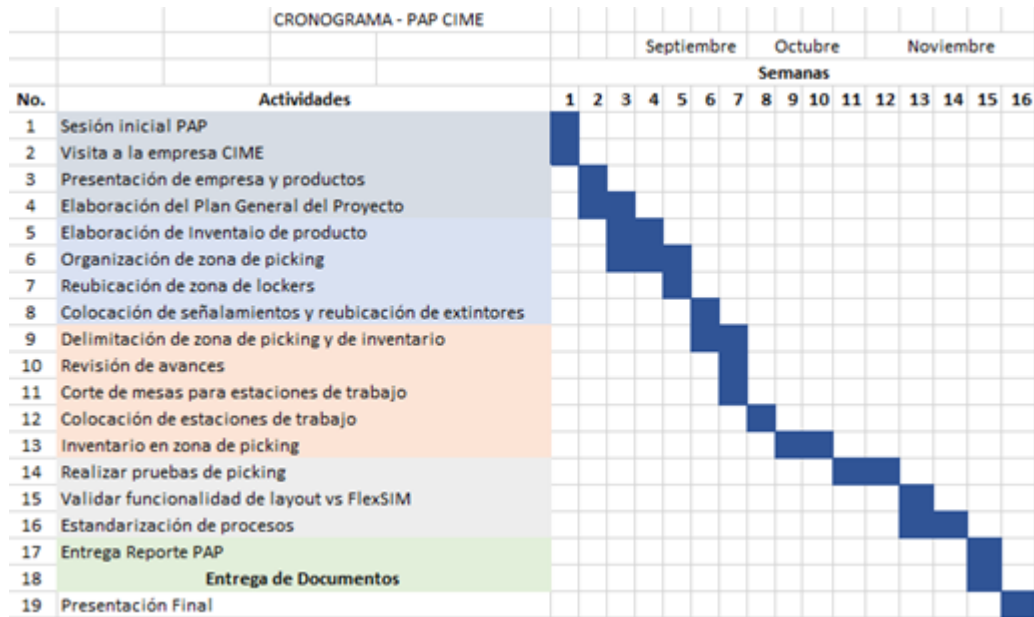 CRONOGRAMA - PAP CIME
Septiembre Octubre Noviembre
Semanas
No. Actividades 1 2 3 4 5 6 7 8 9 10 11 12 13 14 15 16
1 Sesión inicial PAP
2 Visita a la empresa CIME
3 Presentación de empresa y productos
4 Elaboración del Plan General del Proyecto
5 Elaboración de Inventaio de producto
6 Organización de zona de picking
7 Reubicación de zona de lockers
8 Colocación de señalamientos y reubicación de extintores
9 Delimitación de zona de picking y de inventario
10 Revisión de avances
11 Corte de mesas para estaciones de trabajo
12 Colocación de estaciones de trabajo
13 Inventario en zona de picking
14 Realizar pruebas de picking
15 Validar funcionalidad de layout vs FlexSIM
16 Estandarización de procesos
17 Entrega Reporte PAP
18 Entrega de Documentos
19 Presentación Final